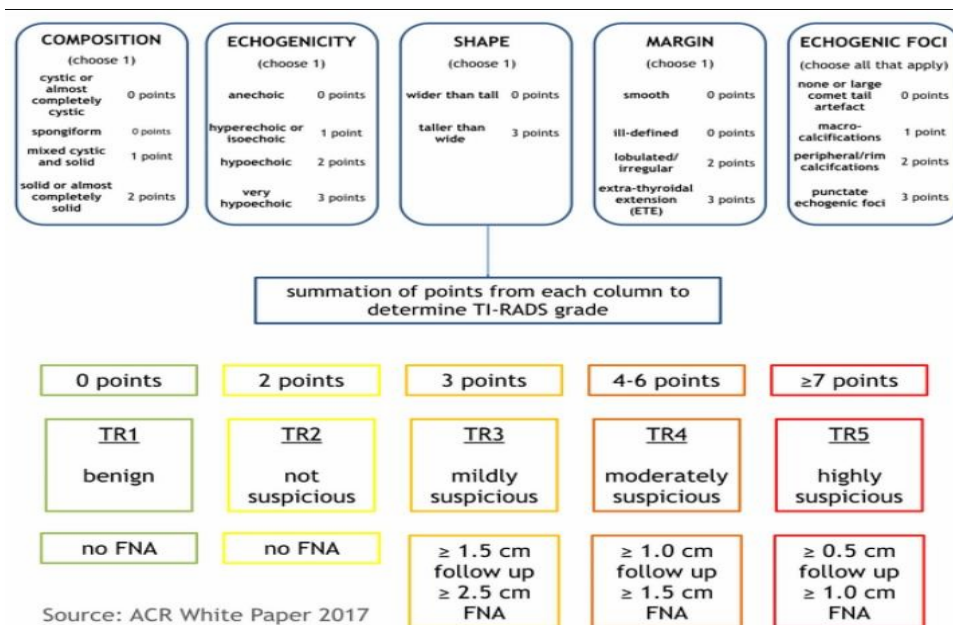 COMPOSITION
(choose 1)
cystic or
almost
completely
cystic
0 points
spongiform
0 points
mixed cystic
and solid
1 point
solid or almost
completely
solid
2 points
ECHOGENICITY
(choose 1)
anechoic
0 points
hyperechoic or
isoechoic
1 point
hypoechoic
2 points
very
hypoechoic
3 points
SHAPE
(choose 1)
wider than tall
0 points
taller than
wide
3 points
MARGIN
(choose 1)
smooth
0 points
ill-defined
0 points
lobulated/
irregular
2 points
extra-thyroidal
extension
(ETE)
3 points
ECHOGENIC FOCI
(choose all that apply)
none or large
comet tail
artefact
0 points
macro-
calcifications
1 point
peripheral/rim
calcifcations
2 points
punctate
echogenic foci
3 points
summation of points from each column to
determine TI-RADS grade
0 points
2 points
3 points
4-6 points
≥7 points
TR1
benign
TR2
not
suspicious
TR3
mildly
suspicious
TR4
moderately
suspicious
TR5
highly
suspicious
no FNA
no FNA
≥ 1.5 cm
follow up
≥ 2.5 cm
FNA
≥ 1.0 cm
follow up
≥ 1.5 cm
FNA
≥ 0.5 cm
follow up
≥ 1.0 cm
FNA
Source: ACR White Paper 2017